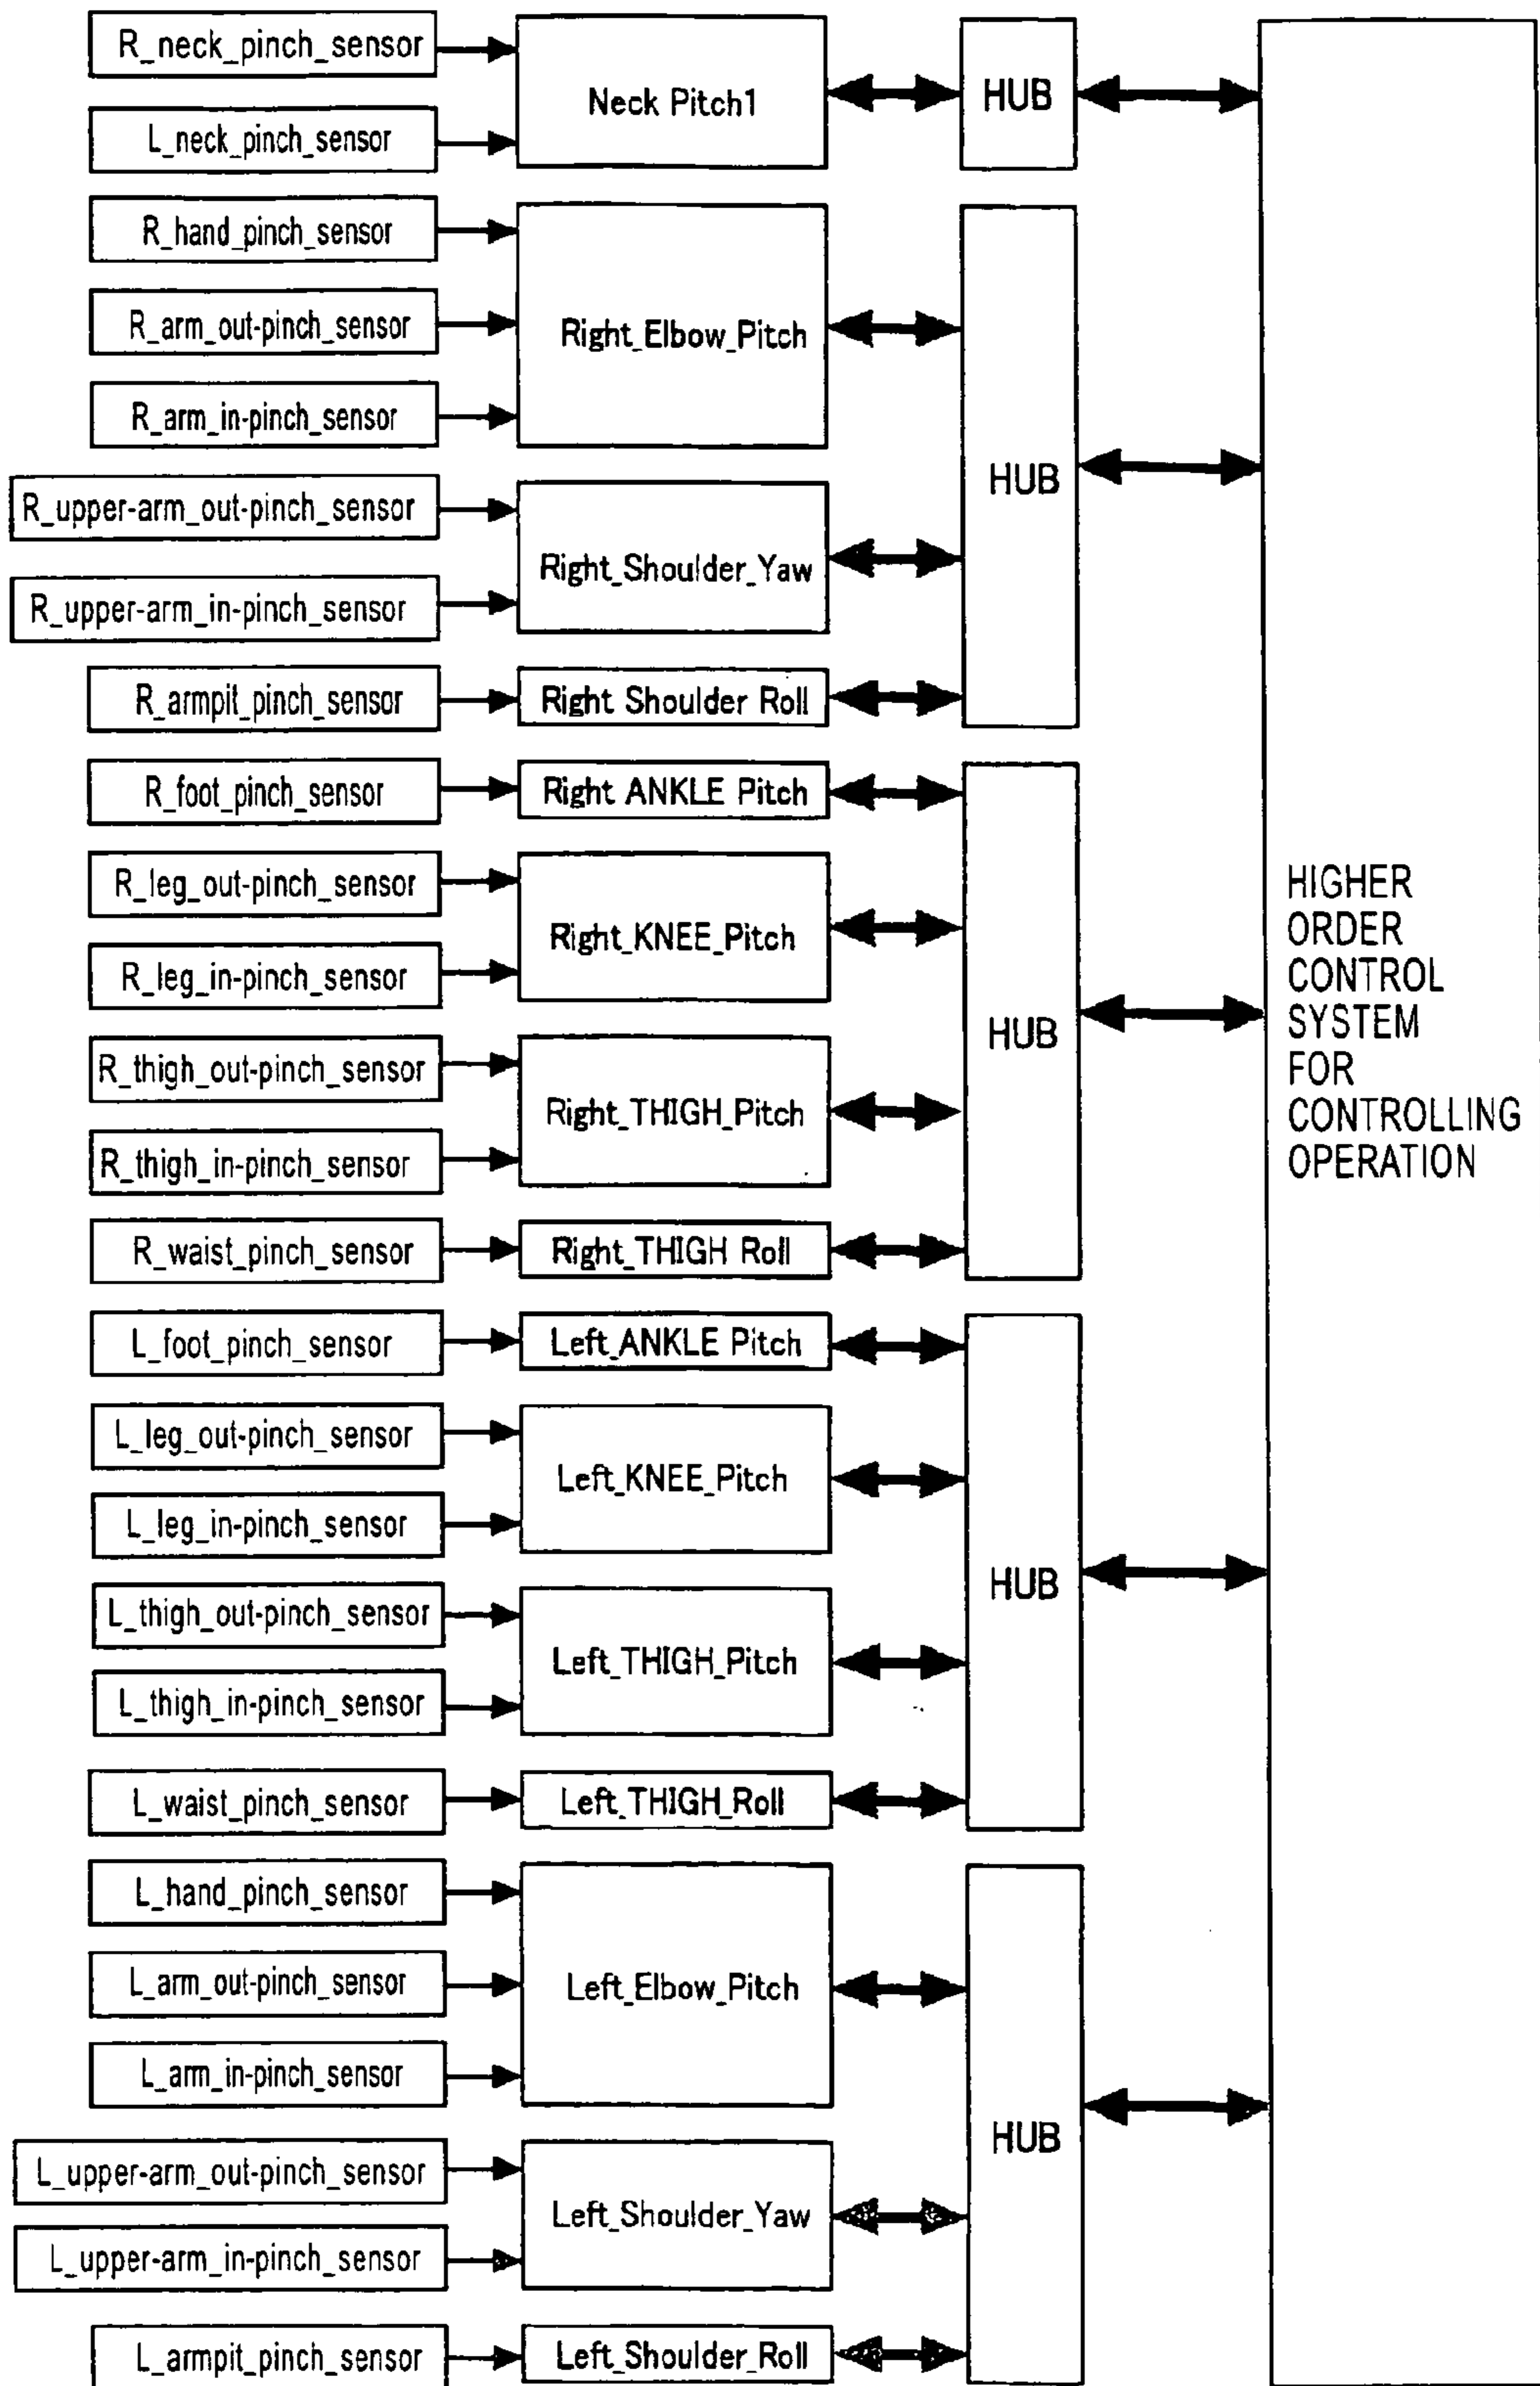 R_neck_pinch_sensor
L_neck_pinch_sensor
Neck Pitch1
HUB
R_hand_pinch_sensor
R_arm_out-pinch_sensor
R_arm_in-pinch_sensor
Right_Elbow_Pitch
R_upper-arm_out-pinch_sensor
R_upper-arm_in-pinch_sensor
Right_Shoulder_Yaw
R_armpit_pinch_sensor
Right Shoulder Roll
HUB
R_foot_pinch_sensor
Right ANKLE Pitch
R_leg_out-pinch_sensor
R_leg_in-pinch_sensor
Right_KNEE_Pitch
R_thigh_out-pinch_sensor
R_thigh_in-pinch_sensor
Right_THIGH_Pitch
R_waist_pinch_sensor
Right_THIGH Roll
HUB
L_foot_pinch_sensor
Left_ANKLE Pitch
L_leg_out-pinch_sensor
L_leg_in-pinch_sensor
Left_KNEE_Pitch
L_thigh_out-pinch_sensor
L_thigh_in-pinch_sensor
Left_THIGH_Pitch
L_waist_pinch_sensor
Left_THIGH_Roll
HUB
L_hand_pinch_sensor
L_arm_out-pinch_sensor
L_arm_in-pinch_sensor
Left_Elbow_Pitch
L_upper-arm_out-pinch_sensor
L_upper-arm_in-pinch_sensor
Left_Shoulder_Yaw
L_armpit_pinch_sensor
Left_Shoulder_Roll
HUB
HIGHER
ORDER
CONTROL
SYSTEM
FOR
CONTROLLING
OPERATION